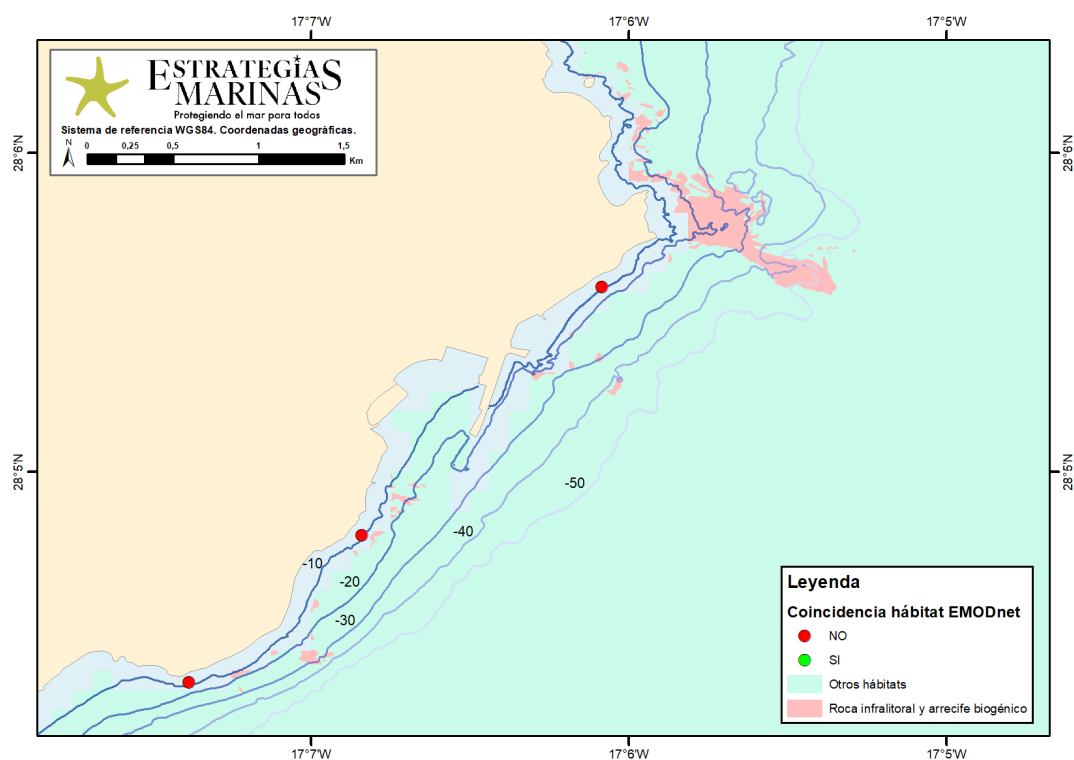 17°7'W 17°6'W 17°5'W
ESTRATEGIAS
MARINAS
Protegiendo el mar para todos
Sistema de referencia WGS84. Coordenadas geográficas.
N
0 0,25 0,5 1 1,5
Km
28°6'N 28°6'N
28°5'N 28°5'N
-50
-40
-10
-20
-30
Leyenda
Coincidencia hábitat EMODnet
NO
SI
Otros hábitats
Roca infralitoral y arrecife biogénico
17°7'W 17°6'W 17°5'W